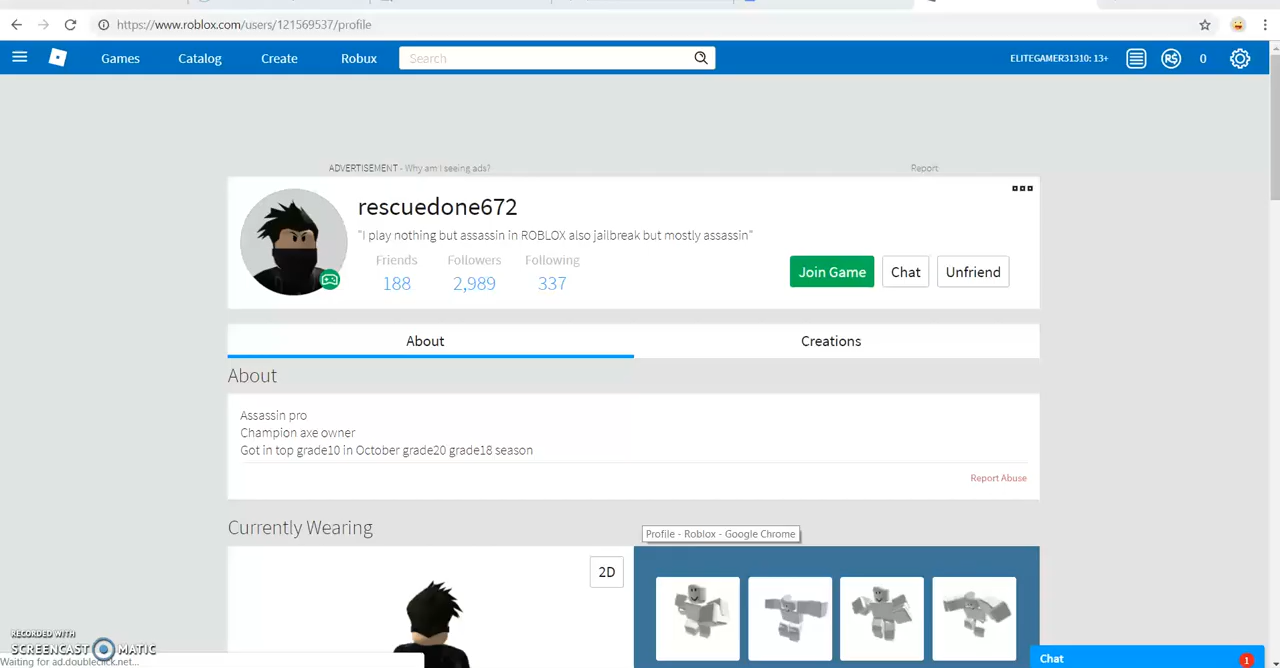 https://www.roblox.com/users/121569537/profile
Games Catalog Create Robux Search ELITEGAMER31310: 13+ R$ 0
ADVERTISEMENT - Why am I seeing ads? Report
rescuedone672
"I play nothing but assassin in ROBLOX also jailbreak but mostly assassin"
Friends Followers Following
188 2,989 337
Join Game Chat Unfriend
About Creations
About
Assassin pro
Champion axe owner
Got in top grade10 in October grade20 grade18 season
Report Abuse
Currently Wearing
Profile - Roblox - Google Chrome
2D
RECORDED WITH
SCREENCAST MATIC
Waiting for ad.doubleclick.net...
Chat 1